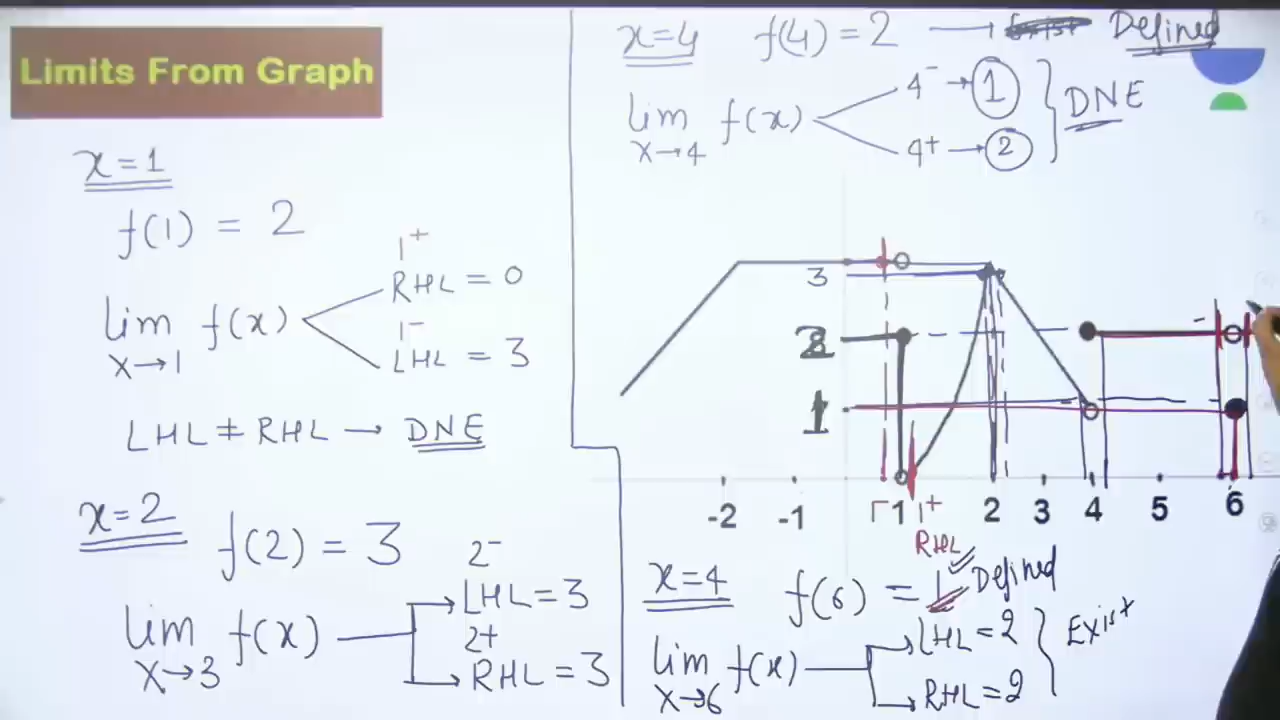 Limits From Graph
x=1
f(1) = 2
lim f(x)
x→1
1+
RHL = 0
1-
LHL = 3
LHL ≠ RHL → DNE
x=2
f(2) = 3
lim f(x)
x→3
2-
LHL = 3
2+
RHL = 3
x=4 f(4) = 2 → Defined
lim f(x)
x→4
4- → 1
4+ → 2
DNE
3
2
1
-2 -1 1- 1 1+ 2 3 4 5 6
RHL
x=4 f(6) = 1 Defined
lim f(x)
x→6
LHL = 2
RHL = 2
Exist